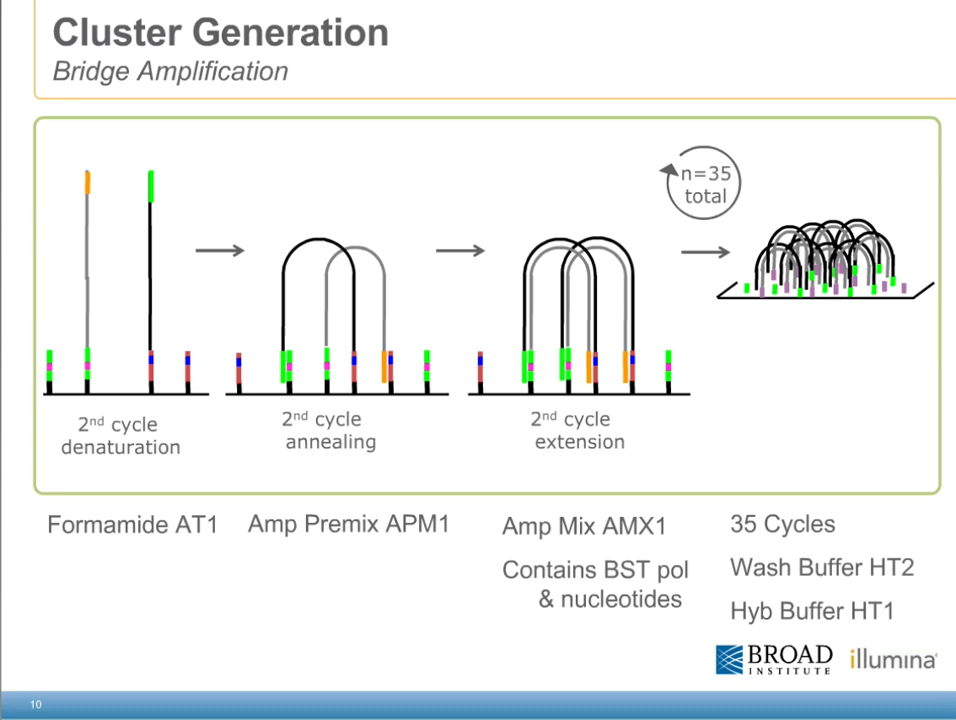 Cluster Generation
Bridge Amplification
n=35
total
2nd cycle
denaturation
2nd cycle
annealing
2nd cycle
extension
Formamide AT1
Amp Premix APM1
Amp Mix AMX1
Contains BST pol
& nucleotides
35 Cycles
Wash Buffer HT2
Hyb Buffer HT1
BROAD
INSTITUTE
illumina
10